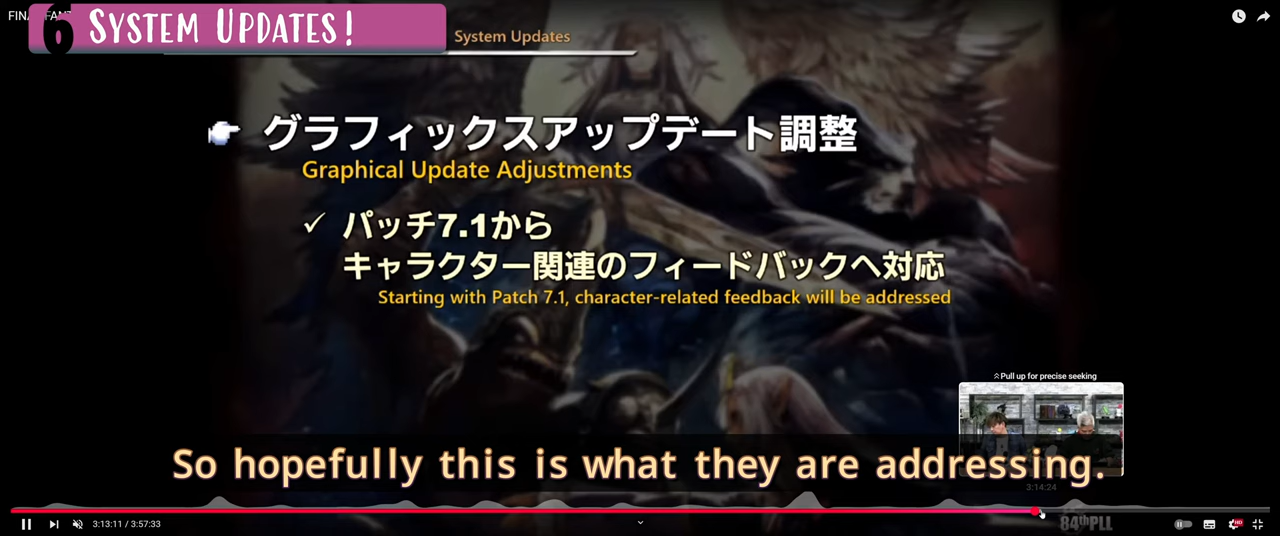 FINAL FANT
6 SYSTEM UPDATES!
System Updates
グラフィックスアップデート調整
Graphical Update Adjustments
✓ パッチ7.1から
キャラクター関連のフィードバックへ対応
Starting with Patch 7.1, character-related feedback will be addressed
Pull up for precise seeking
So hopefully this is what they are addressing.
3:14:24
3:13:11 / 3:57:33
84thPLL
HD